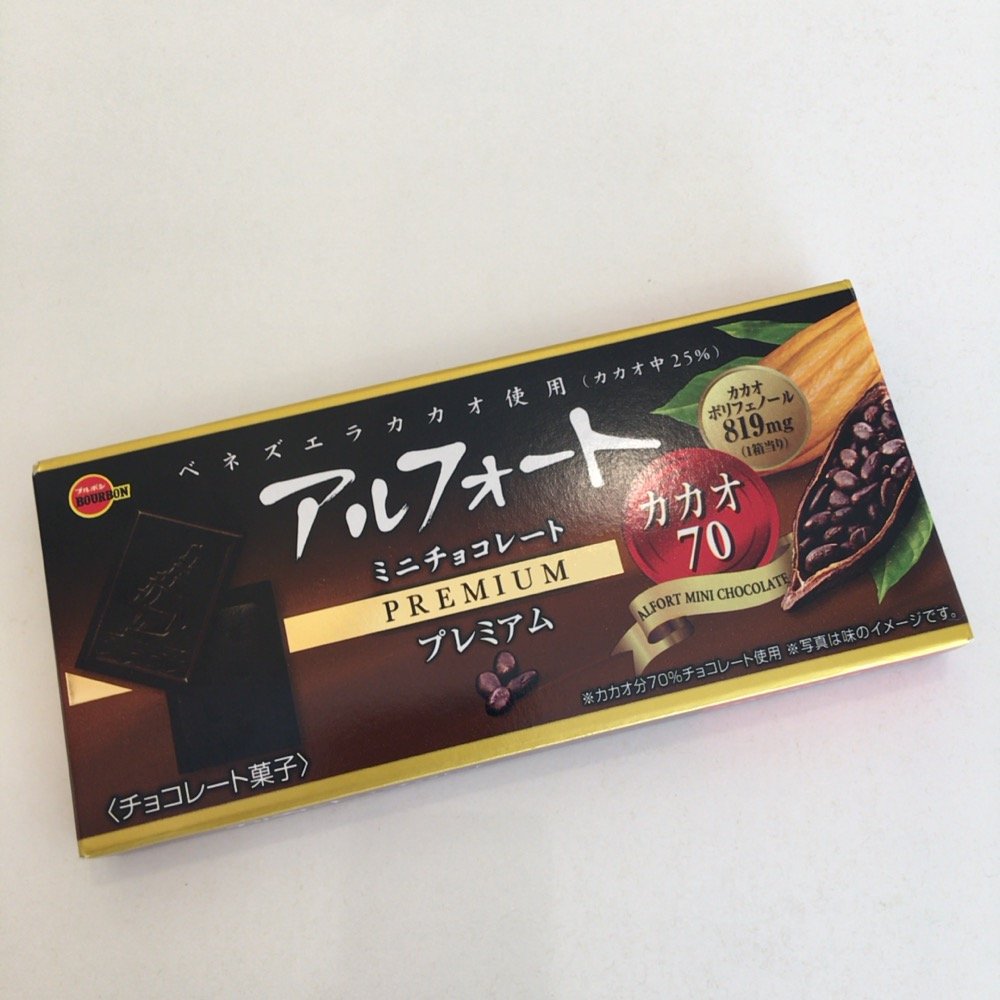 ベネズエラカカオ使用(カカオ中25%)
ブルボン
BOURBON
アルフォート
ミニチョコレート
PREMIUM
プレミアム
カカオ
ポリフェノール
819mg
(1箱当り)
カカオ
70
ALFORT MINI CHOCOLATE
※カカオ分70%チョコレート使用 ※写真は味のイメージです。
〈チョコレート菓子〉